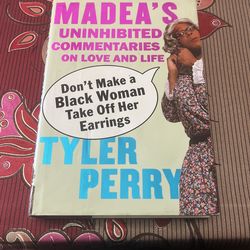 MADEA'S
UNINHIBITED
COMMENTARIES
ON LOVE AND LIFE
Don't Make a
Black Woman
Take Off Her
Earrings
TYLER
PERRY